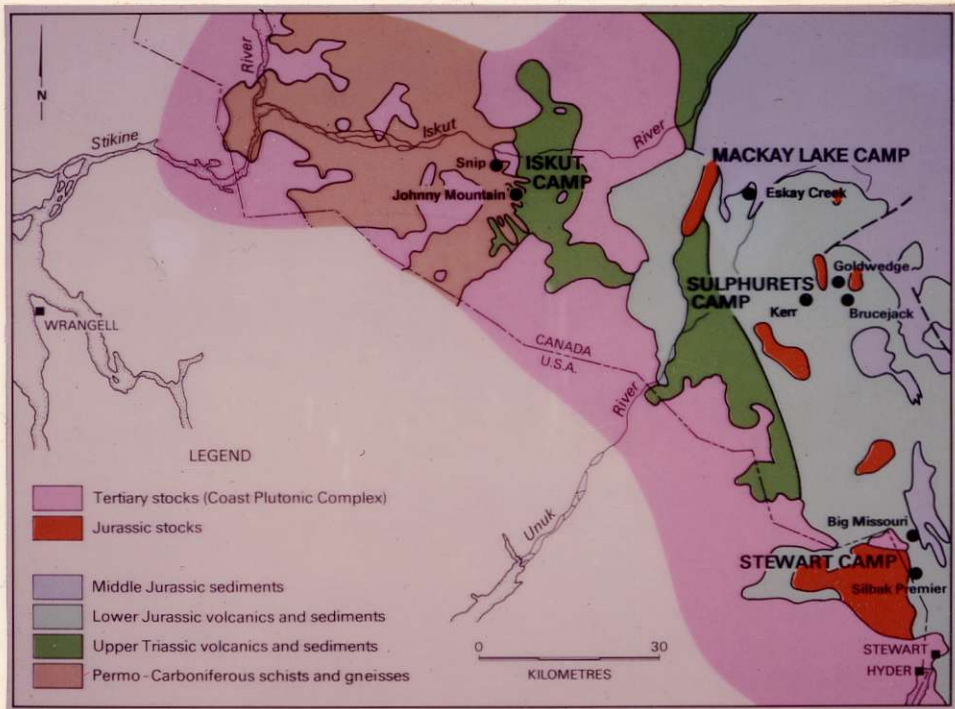 N
River
Stikine
Iskut
River
Snip
ISKUT
CAMP
Johnny Mountain
MACKAY LAKE CAMP
Eskay Creek
Goldwedge
SULPHURETS
CAMP
Kerr
Brucejack
WRANGELL
CANADA
U.S.A.
River
Unuk
LEGEND
Tertiary stocks (Coast Plutonic Complex)
Jurassic stocks
Middle Jurassic sediments
Lower Jurassic volcanics and sediments
Upper Triassic volcanics and sediments
Permo-Carboniferous schists and gneisses
Big Missouri
STEWART CAMP
Silbak Premier
0 30
KILOMETRES
STEWART
HYDER